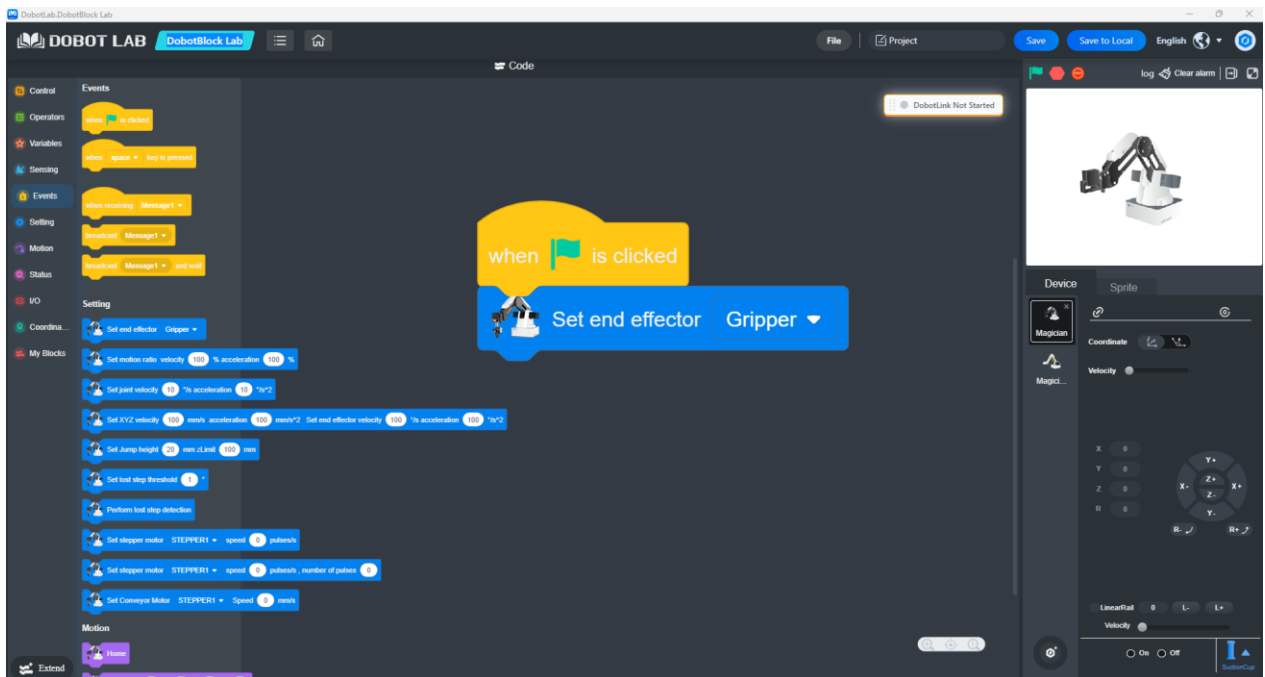 DobotLab.DobotBlock Lab
DOBOT LAB DobotBlock Lab File Project Save Save to Local English
Code
log Clear alarm
Control
Operators
Variables
Sensing
Events
Setting
Motion
Status
I/O
Coordina...
My Blocks
Extend
Events
when is clicked
when space key is pressed
when receiving Message1
broadcast Message1
broadcast Message1 and wait
Setting
Set end effector Gripper
Set motion ratio velocity 100 % acceleration 100 %
Set joint velocity 10 °/s acceleration 10 °/s^2
Set XYZ velocity 100 mm/s acceleration 100 mm/s^2 Set end effector velocity 100 °/s acceleration 100 °/s^2
Set Jump height 20 mm zLimit 100 mm
Set lost step threshold 1 °
Perform lost step detection
Set stepper motor STEPPER1 speed 0 pulses/s
Set stepper motor STEPPER1 speed 0 pulses/s , number of pulses 0
Set Conveyor Motor STEPPER1 Speed 0 mm/s
Motion
Home
DobotLink Not Started
when is clicked
Set end effector Gripper
Device Sprite
Magician
Magici...
Coordinate
Velocity
X 0
Y 0
Z 0
R 0
Y+
X- Z+ X+
Z-
Y-
R- R+
LinearRail 0 L- L+
Velocity
On Off
SuctionCup